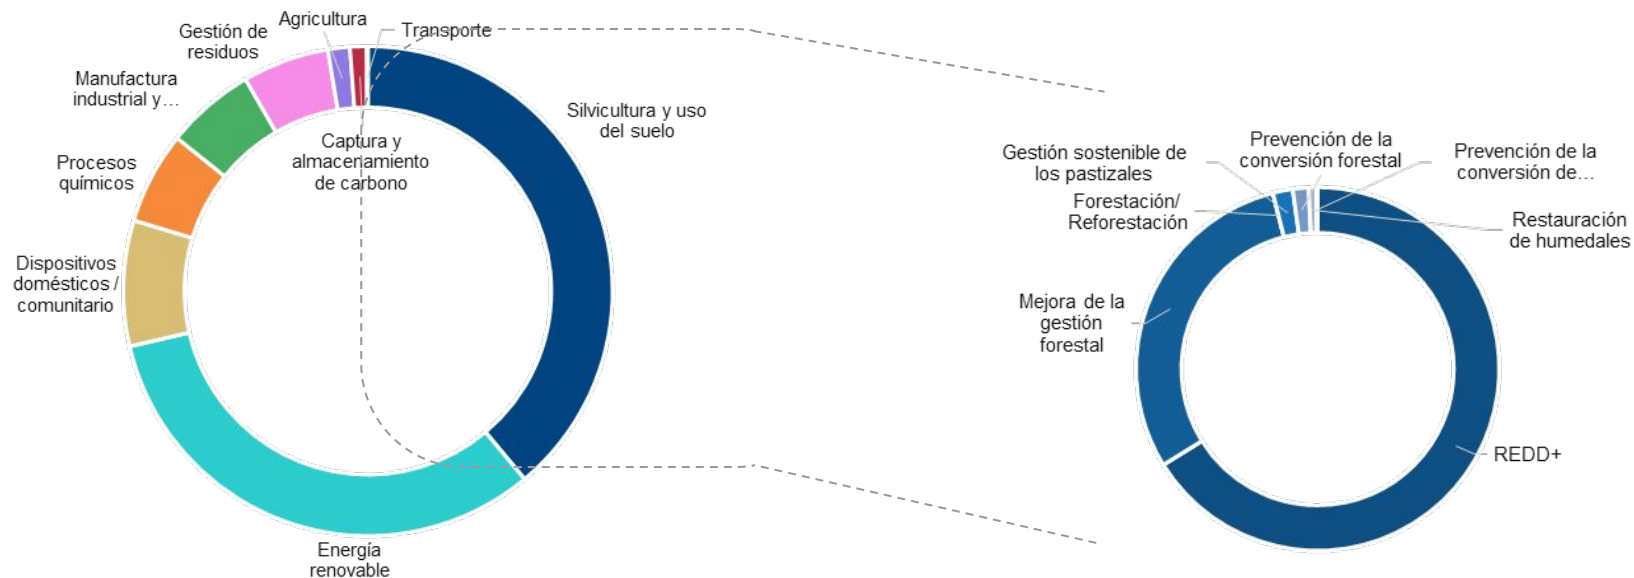 Agricultura
Transporte
Gestión de
residuos
Manufactura
industrial y...
Procesos
químicos
Dispositivos
domésticos /
comunitario
Energía
renovable
Silvicultura y uso
del suelo
Captura y
almacenamiento
de carbono
Gestión sostenible de
los pastizales
Prevención de la
conversión forestal
Prevención de la
conversión de...
Forestación/
Reforestación
Restauración
de humedales
Mejora de la
gestión
forestal
REDD+